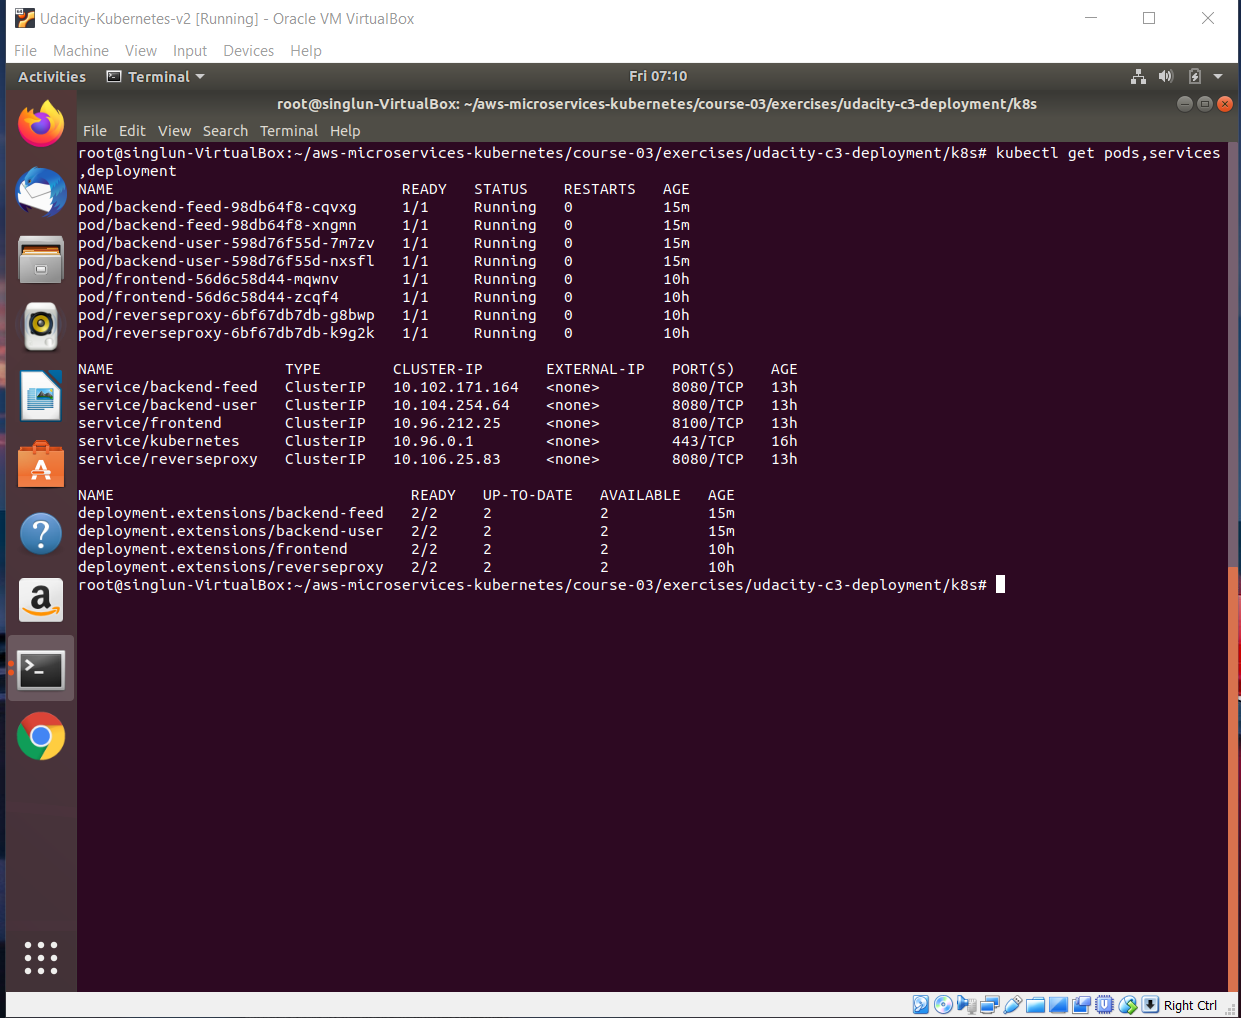 Udacity-Kubernetes-v2 [Running] - Oracle VM VirtualBox
File Machine View Input Devices Help
Activities Terminal Fri 07:10
root@singlun-VirtualBox: ~/aws-microservices-kubernetes/course-03/exercises/udacity-c3-deployment/k8s
File Edit View Search Terminal Help
root@singlun-VirtualBox:~/aws-microservices-kubernetes/course-03/exercises/udacity-c3-deployment/k8s# kubectl get pods,services
,deployment
NAME READY STATUS RESTARTS AGE
pod/backend-feed-98db64f8-cqvxg 1/1 Running 0 15m
pod/backend-feed-98db64f8-xngmn 1/1 Running 0 15m
pod/backend-user-598d76f55d-7m7zv 1/1 Running 0 15m
pod/backend-user-598d76f55d-nxsfl 1/1 Running 0 15m
pod/frontend-56d6c58d44-mqwnv 1/1 Running 0 10h
pod/frontend-56d6c58d44-zcqf4 1/1 Running 0 10h
pod/reverseproxy-6bf67db7db-g8bwp 1/1 Running 0 10h
pod/reverseproxy-6bf67db7db-k9g2k 1/1 Running 0 10h
NAME TYPE CLUSTER-IP EXTERNAL-IP PORT(S) AGE
service/backend-feed ClusterIP 10.102.171.164 <none> 8080/TCP 13h
service/backend-user ClusterIP 10.104.254.64 <none> 8080/TCP 13h
service/frontend ClusterIP 10.96.212.25 <none> 8100/TCP 13h
service/kubernetes ClusterIP 10.96.0.1 <none> 443/TCP 16h
service/reverseproxy ClusterIP 10.106.25.83 <none> 8080/TCP 13h
NAME READY UP-TO-DATE AVAILABLE AGE
deployment.extensions/backend-feed 2/2 2 2 15m
deployment.extensions/backend-user 2/2 2 2 15m
deployment.extensions/frontend 2/2 2 2 10h
deployment.extensions/reverseproxy 2/2 2 2 10h
root@singlun-VirtualBox:~/aws-microservices-kubernetes/course-03/exercises/udacity-c3-deployment/k8s#
Right Ctrl